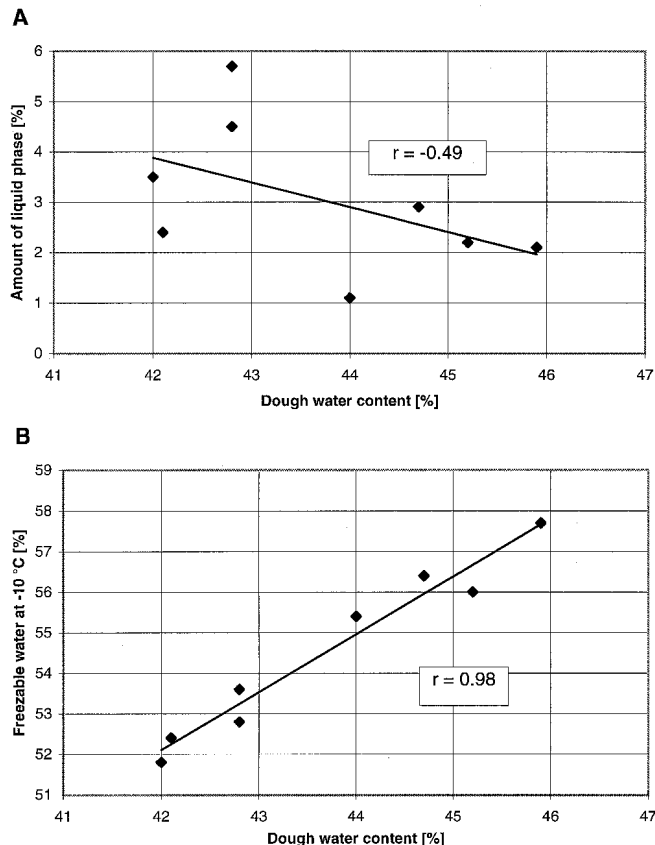 A
Amount of liquid phase [%]
6
5
4
3
2
1
0
r = -0.49
41 42 43 44 45 46 47
Dough water content [%]
B
Freezable water at -10 °C [%]
59
58
57
56
55
54
53
52
51
r = 0.98
41 42 43 44 45 46 47
Dough water content [%]